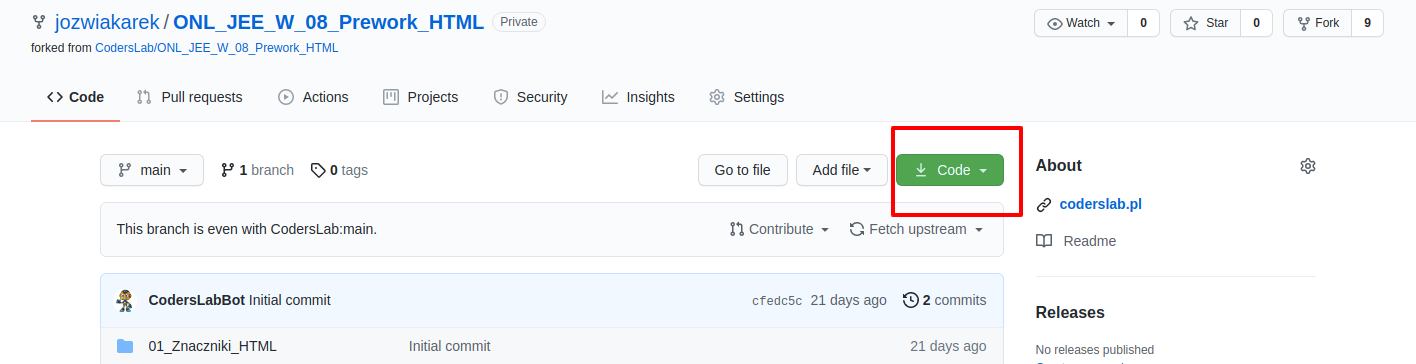 jozwiakarek / ONL_JEE_W_08_Prework_HTML Private
Watch 0 Star 0 Fork 9
forked from CodersLab/ONL_JEE_W_08_Prework_HTML
Code Pull requests Actions Projects Security Insights Settings
main 1 branch 0 tags Go to file Add file Code
About
coderslab.pl
This branch is even with CodersLab:main. Contribute Fetch upstream
Readme
CodersLabBot Initial commit cfedc5c 21 days ago 2 commits
Releases
01_Znaczniki_HTML Initial commit 21 days ago
No releases published